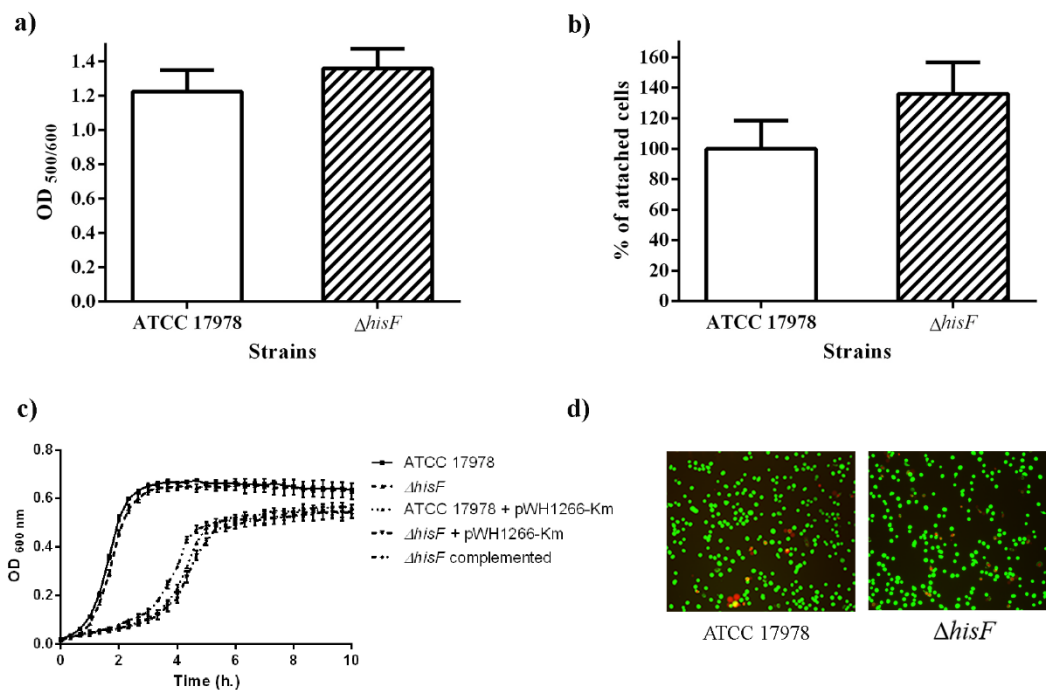 a)
1.4
1.2
1.0
0.8
0.6
0.4
0.2
0.0
OD 500/600
ATCC 17978
ΔhisF
Strains
b)
160
140
120
100
80
60
40
20
0
% of attached cells
ATCC 17978
ΔhisF
Strains
c)
0.8
0.6
0.4
0.2
0.0
OD 600 nm
0 2 4 6 8 10
Time (h.)
ATCC 17978
ΔhisF
ATCC 17978 + pWH1266-Km
ΔhisF + pWH1266-Km
ΔhisF complemented
d)
ATCC 17978
ΔhisF